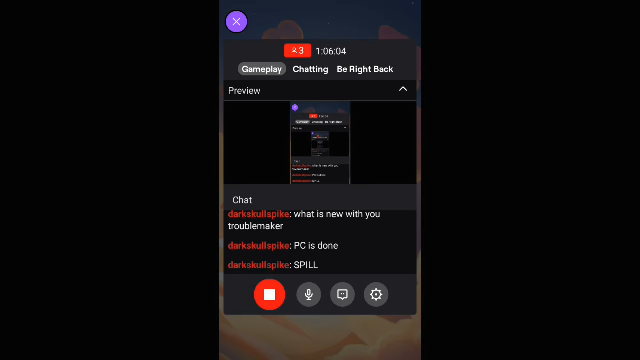 3 1:06:04
Gameplay Chatting Be Right Back
Preview
Chat
darkskullspike: what is new with you
troublemaker
darkskullspike: PC is done
darkskullspike: SPILL